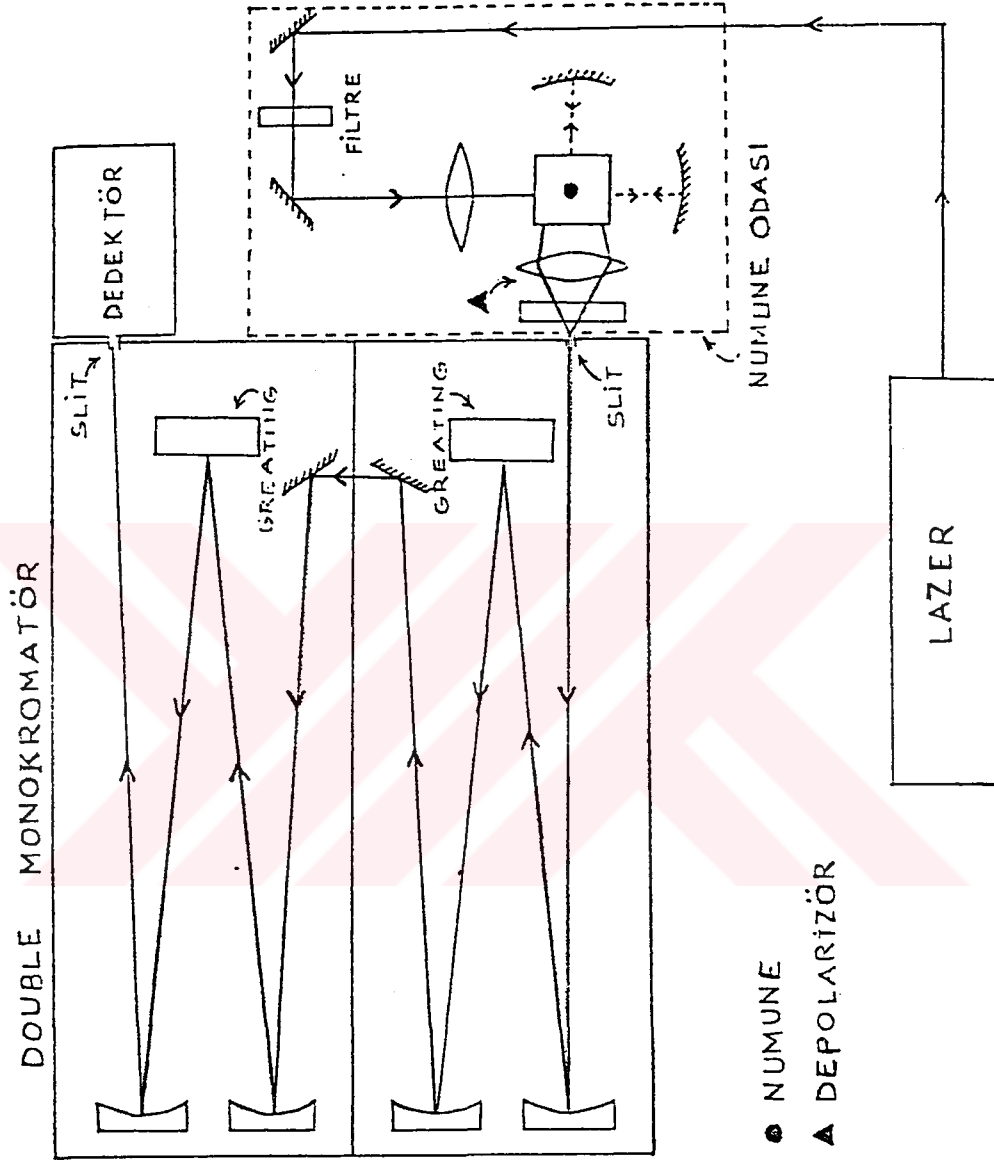 DOUBLE MONOKROMATÖR
DEDEKTÖR
SLİT
GREATING
GREATING
SLİT
FİLTRE
NUMUNE ODASI
LAZER
● NUMUNE
▲ DEPOLARİZÖR